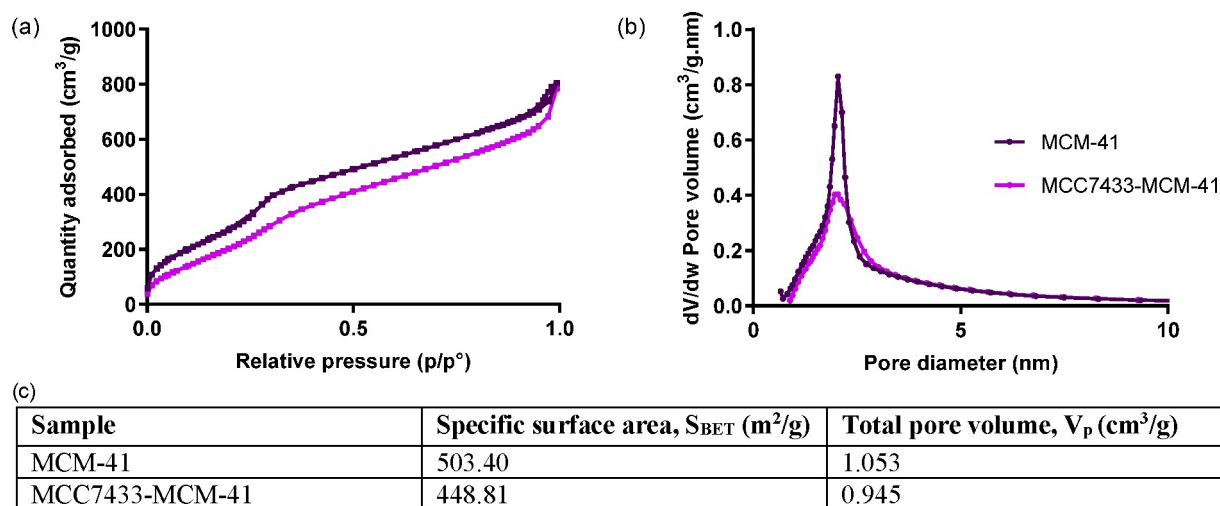 (a)
Quantity adsorbed (cm³/g)
1000
800
600
400
200
0
0.0 0.5 1.0
Relative pressure (p/p°)
(b)
dV/dw Pore volume (cm³/g.nm)
1.0
0.8
0.6
0.4
0.2
0.0
0 5 10
Pore diameter (nm)
MCM-41
MCC7433-MCM-41
(c)
Sample Specific surface area, S_BET (m²/g) Total pore volume, V_p (cm³/g)
MCM-41 503.40 1.053
MCC7433-MCM-41 448.81 0.945